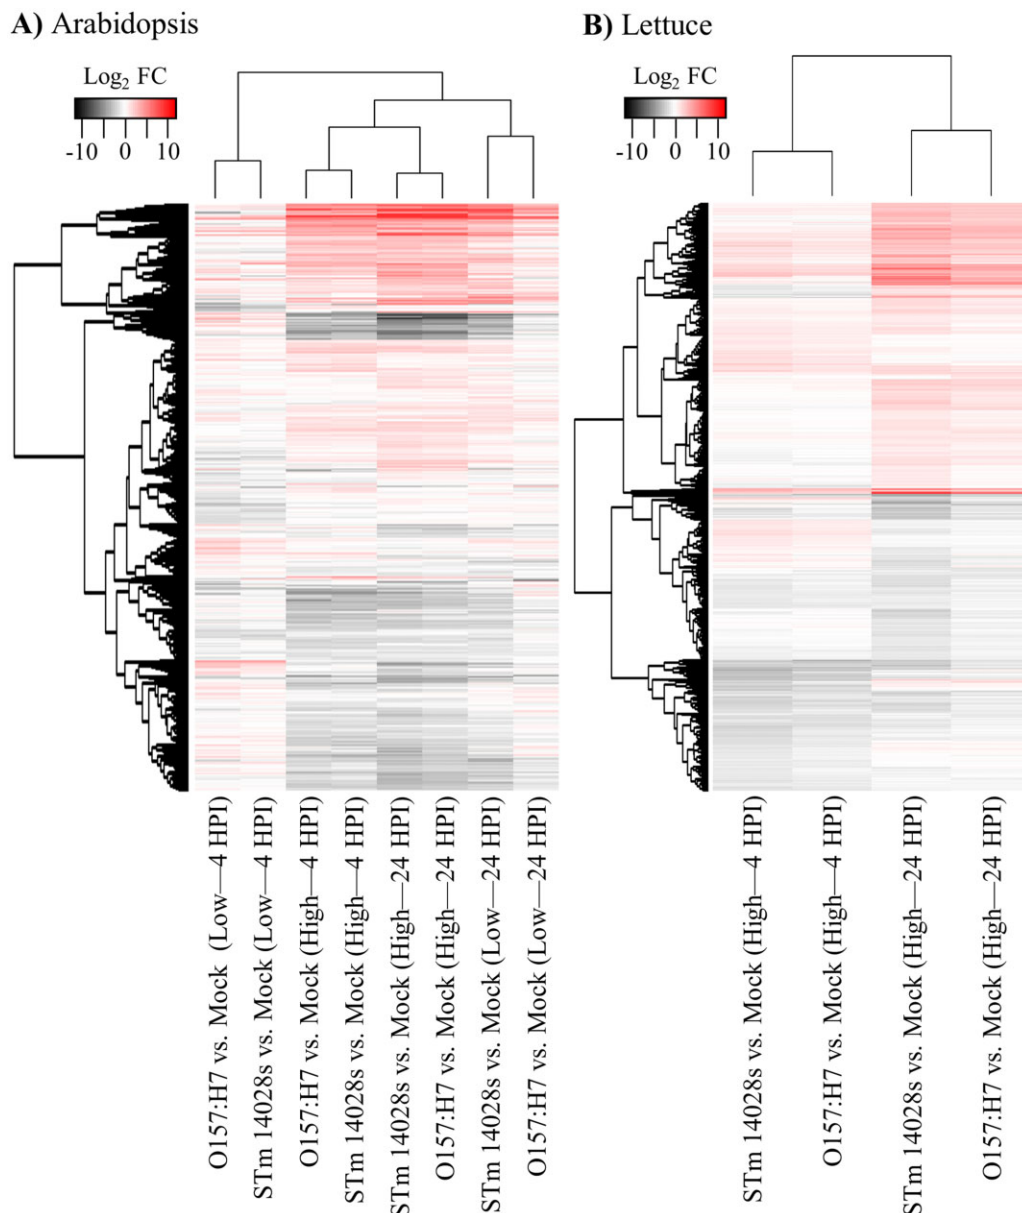 A) Arabidopsis
Log2 FC
-10 0 10
O157:H7 vs. Mock (Low—4 HPI)
STm 14028s vs. Mock (Low—4 HPI)
O157:H7 vs. Mock (High—4 HPI)
STm 14028s vs. Mock (High—4 HPI)
STm 14028s vs. Mock (High—24 HPI)
O157:H7 vs. Mock (High—24 HPI)
STm 14028s vs. Mock (Low—24 HPI)
O157:H7 vs. Mock (Low—24 HPI)
B) Lettuce
Log2 FC
-10 0 10
STm 14028s vs. Mock (High—4 HPI)
O157:H7 vs. Mock (High—4 HPI)
STm 14028s vs. Mock (High—24 HPI)
O157:H7 vs. Mock (High—24 HPI)